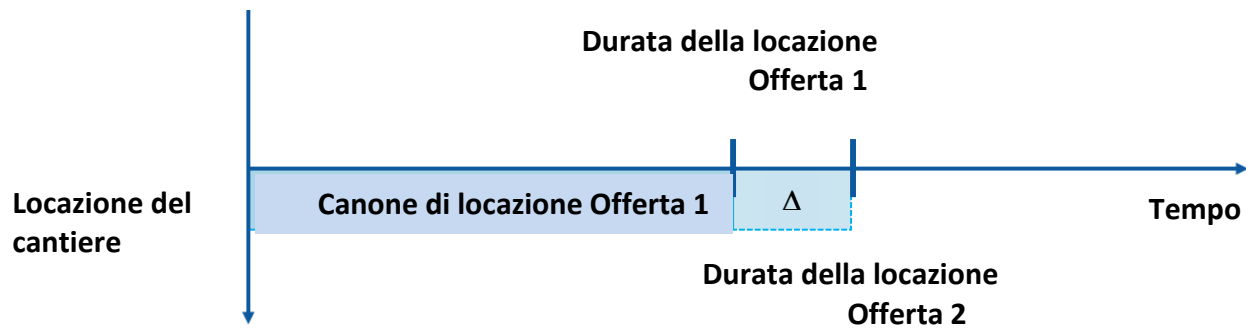 Durata della locazione
Offerta 1
Locazione del
cantiere
Canone di locazione Offerta 1
Δ
Tempo
Durata della locazione
Offerta 2